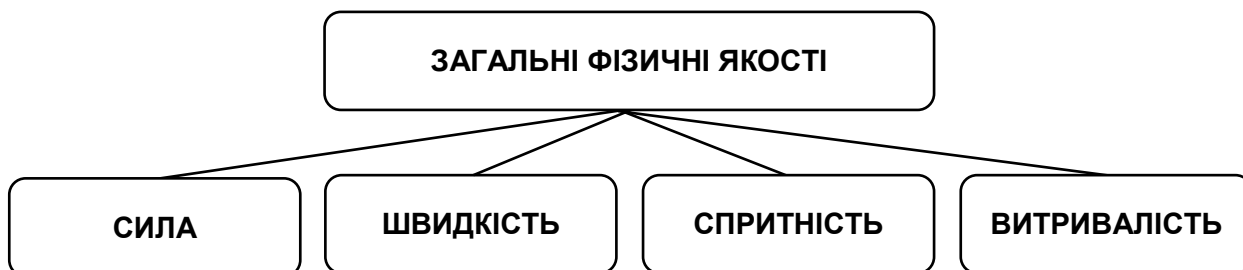 ЗАГАЛЬНІ ФІЗИЧНІ ЯКОСТІ
СИЛА
ШВИДКІСТЬ
СПРИТНІСТЬ
ВИТРИВАЛІСТЬ